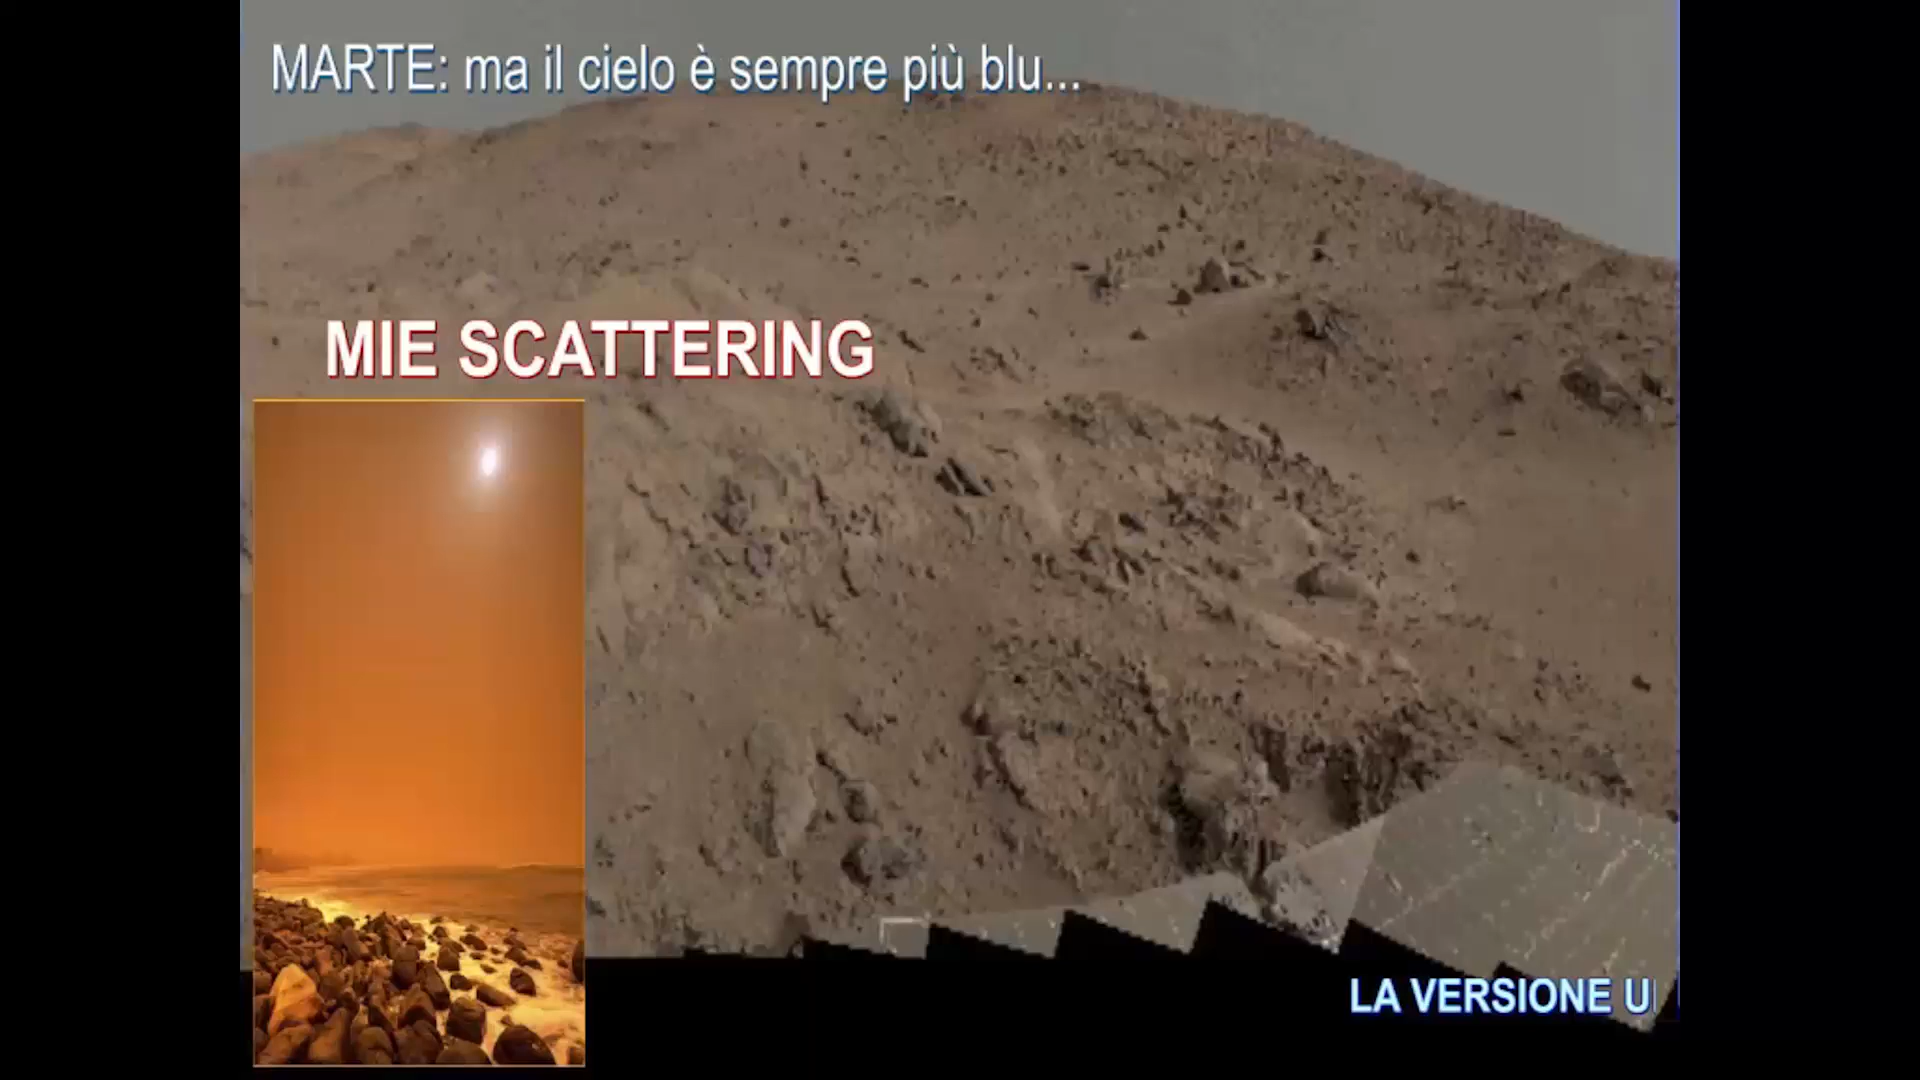 MARTE: ma il cielo è sempre più blu...
MIE SCATTERING
LA VERSIONE